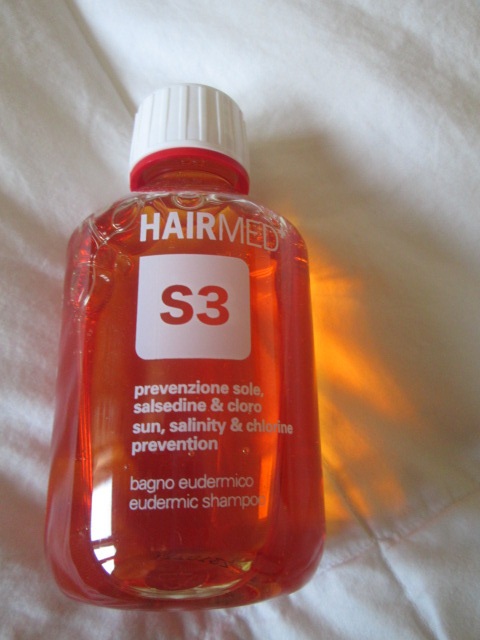 HAIRMED
S3
prevenzione sole,
salsedine & cloro
sun, salinity & chlorine
prevention
bagno eudermico
eudermic shampoo